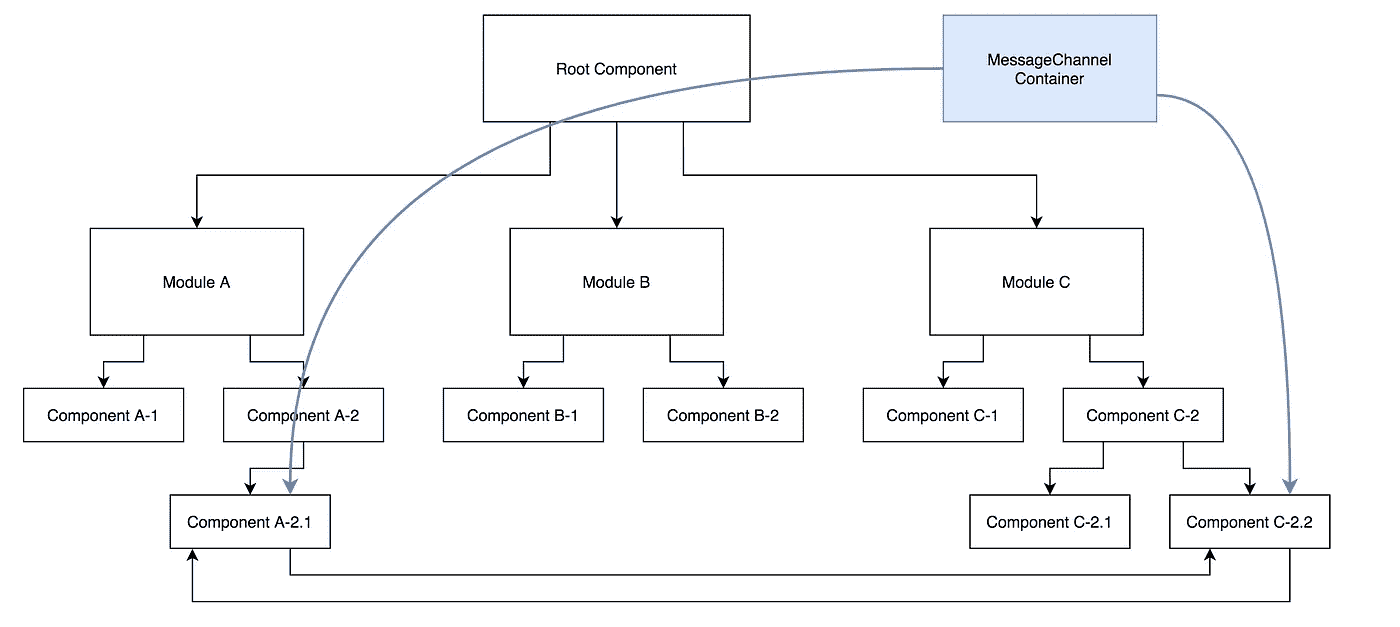 Root Component
MessageChannel
Container
Module A
Module B
Module C
Component A-1
Component A-2
Component B-1
Component B-2
Component C-1
Component C-2
Component A-2.1
Component C-2.1
Component C-2.2